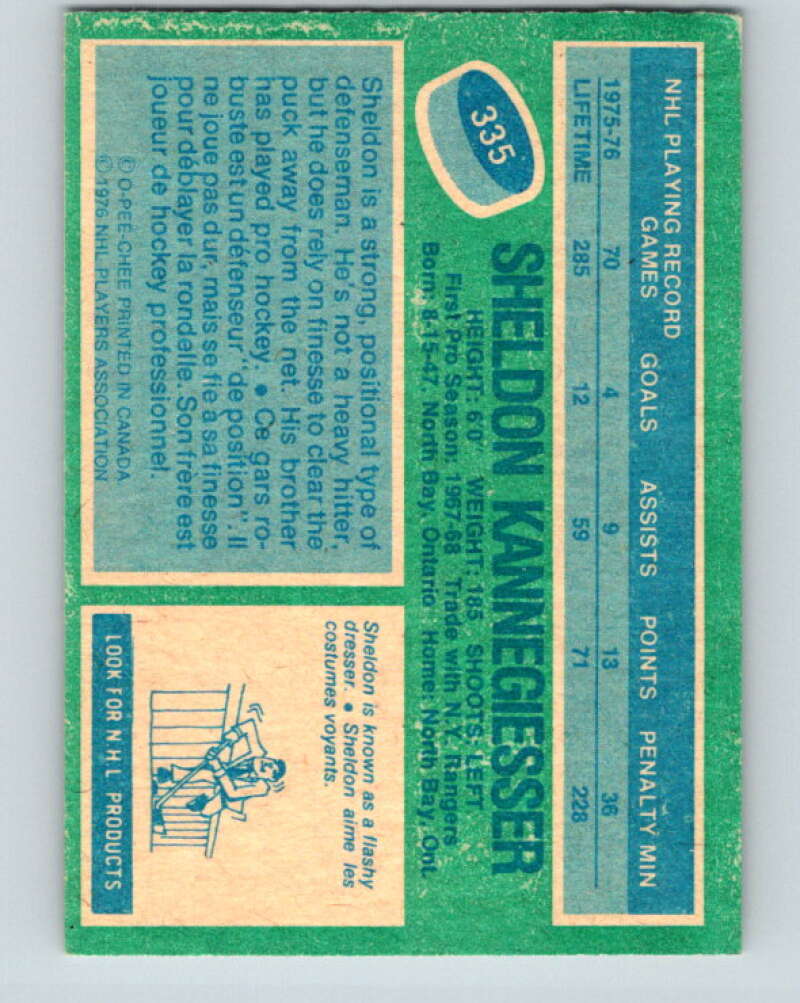 NHL PLAYING RECORD
GAMES GOALS ASSISTS POINTS PENALTY MIN
1975-76 70 4 9 13 36
LIFETIME 285 12 59 71 228
335
SHELDON KANNEGIESSER
HEIGHT: 6'0" WEIGHT: 185 SHOOTS: LEFT
First Pro Season: 1967-68 Trade with N.Y. Rangers
Born: 8-15-47, North Bay, Ontario Home: North Bay, Ont.
Sheldon is a strong, positional type of
defenseman. He's not a heavy hitter,
but he does rely on finesse to clear the
puck away from the net. His brother
has played pro hockey. • Ce gars ro-
buste est un défenseur "de position". Il
ne joue pas dur, mais se fie à sa finesse
pour déblayer la rondelle. Son frère est
joueur de hockey professionnel.
© O-PEE-CHEE PRINTED IN CANADA
© 1976 NHL PLAYERS ASSOCIATION
Sheldon is known as a flashy
dresser. • Sheldon aime les
costumes voyants.
LOOK FOR N.H.L PRODUCTS